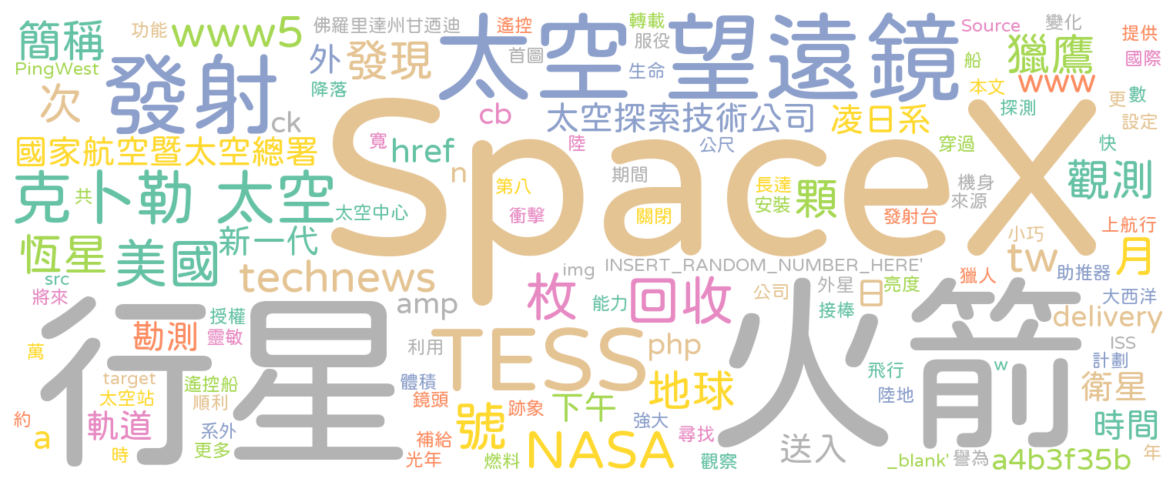 簡稱
功能
www5
佛羅里達州甘迺迪
遙控
轉載
服役
Source
變化
提供
國際
PingWest
發射
外
發現
降落
太空望遠鏡
首圖
生命
船
獵鷹
www
本文
更
數
設定
次
ck
cb
太空探索技術公司
凌日系
探測
國家航空暨太空總署
寬
href
陸
公尺
穿過
快
SpaceX
克卜勒
共
太空
n
第八
期間
長達
安裝
顆
機身
來源
觀測
太空中心
衝擊
關閉
發射台
上航行
恆星
美國
新一代
小巧
tw
月
src
將來
technews
img
INSERT_RANDOM_NUMBER_HERE'
獵人
助推器
amp
枚
能力
回收
公司
外星
日
亮度
接棒
大西洋
delivery
行星
火箭
授權
勘測
靈敏
萬
利用
TESS
php
ISS
計劃
target
太空站
遙控船
順利
體積
鏡頭
地球
飛行
w
陸地
衛星
約
a
軌道
時
系外
更多
補給
光年
號
跡象
下午
強大
尋找
燃料
NASA
觀察
送入
_blank'
譽為
a4b3f35b
時間
年